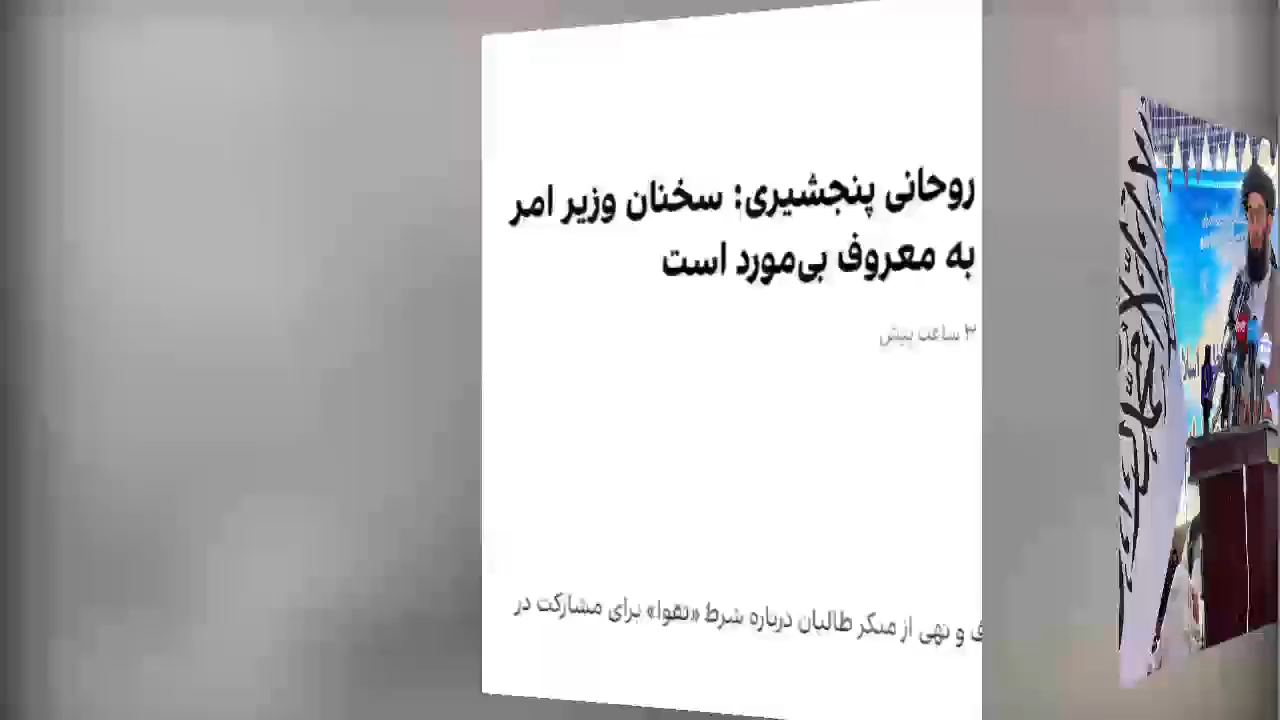 روحانی پنجشیری: سخنان وزیر امر
به معروف بی‌مورد است
۳ ساعت پیش
و نهی از منکر طالبان درباره شرط «تقوا» برای مشارکت در